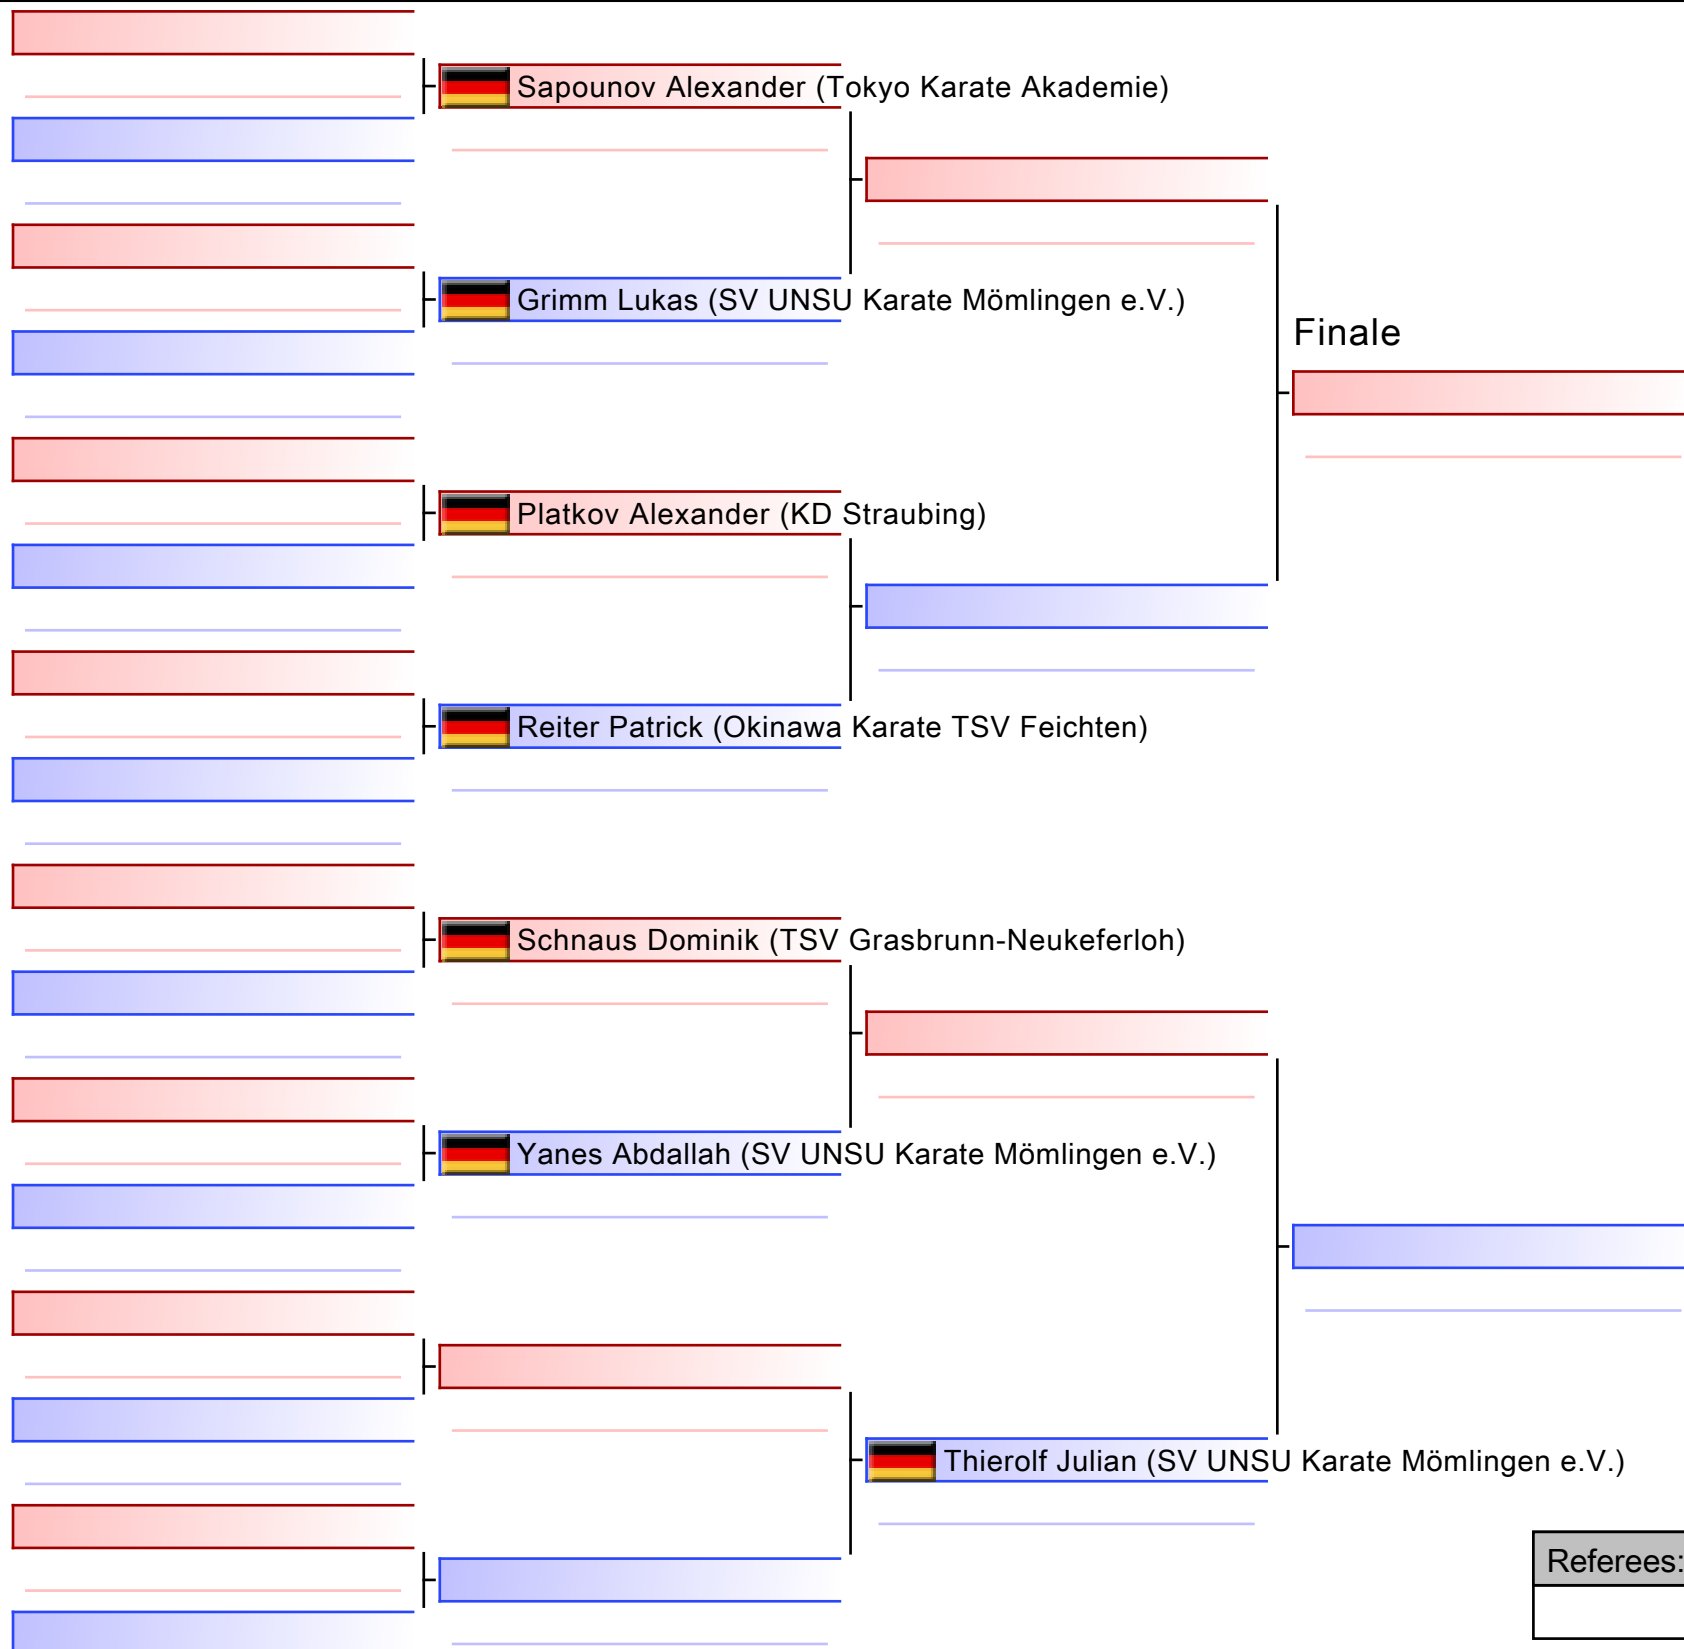 Sapounov Alexander (Tokyo Karate Akademie)
Grimm Lukas (SV UNSU Karate Mömlingen e.V.)
Finale
Platkov Alexander (KD Straubing)
Reiter Patrick (Okinawa Karate TSV Feichten)
Schnaus Dominik (TSV Grasbrunn-Neukeferloh)
Yanes Abdallah (SV UNSU Karate Mömlingen e.V.)
Thierolf Julian (SV UNSU Karate Mömlingen e.V.)
Referees: